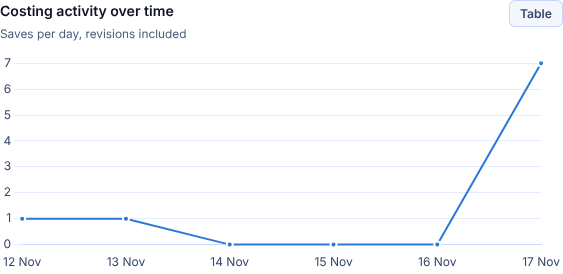 Costing activity over time
Table
Saves per day, revisions included
7
6
5
4
3
2
1
0
12 Nov
13 Nov
14 Nov
15 Nov
16 Nov
17 Nov